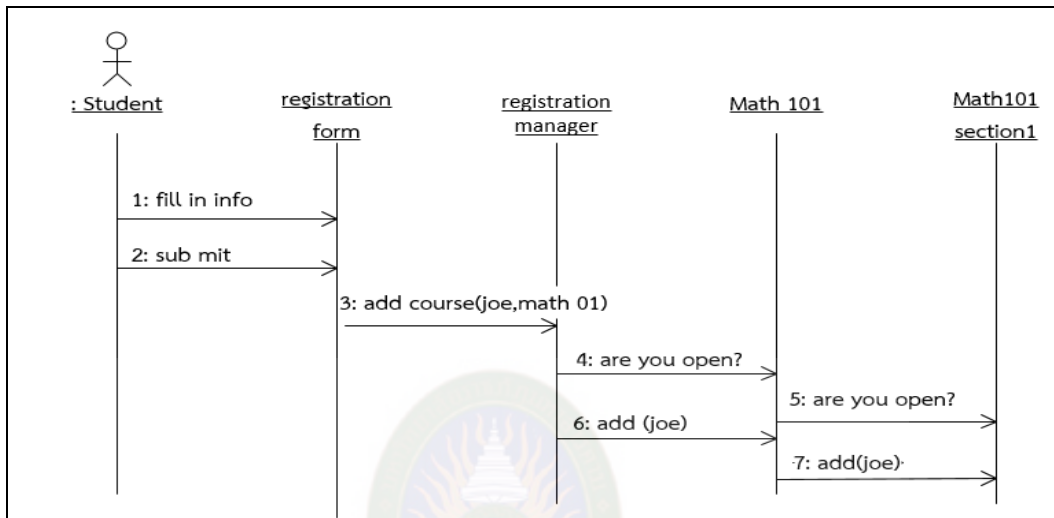 : Student
registration
form
registration
manager
Math 101
Math101
section1
1: fill in info
2: sub mit
3: add course(joe,math 01)
4: are you open?
5: are you open?
6: add (joe)
7: add(joe)